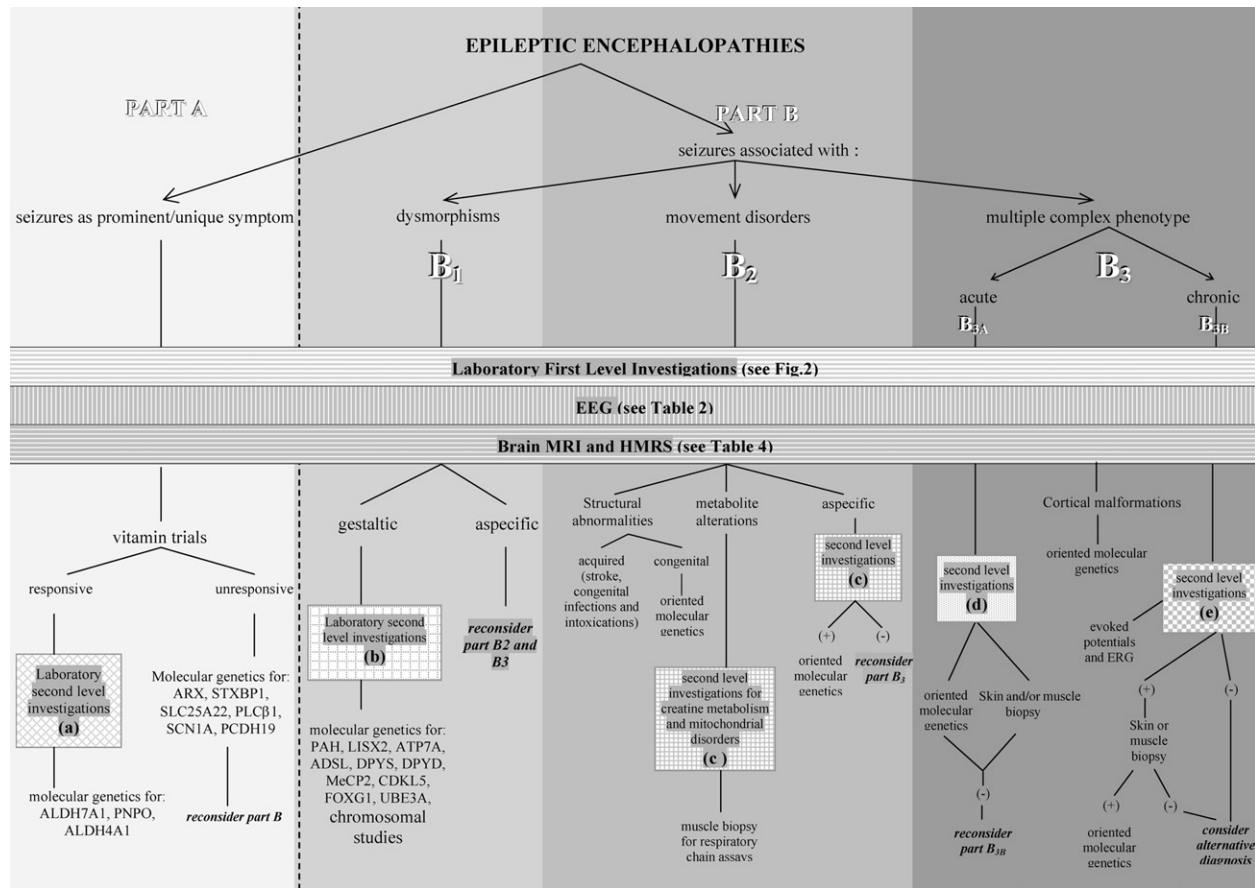 EPILEPTIC ENCEPHALOPATHIES
PART A
PART B
seizures associated with :
seizures as prominent/unique symptom
dysmorphisms
movement disorders
multiple complex phenotype
B1
B2
B3
acute
chronic
B3A
B3B
Laboratory First Level Investigations (see Fig.2)
EEG (see Table 2)
Brain MRI and HMRS (see Table 4)
vitamin trials
responsive
unresponsive
Laboratory
second level
investigations
(a)
molecular genetics for:
ALDH7A1, PNPO,
ALDH4A1
Molecular genetics for:
ARX, STXBP1,
SLC25A22, PLCβ1,
SCN1A, PCDH19
reconsider part B
gestaltic
aspecific
Laboratory second
level investigations
(b)
molecular genetics for:
PAH, LISX2, ATP7A,
ADSL, DPYS, DPYD,
MeCP2, CDKL5,
FOXG1, UBE3A,
chromosomal
studies
reconsider
part B2 and
B3
Structural
abnormalities
metabolite
alterations
aspecific
acquired
(stroke,
congenital
infections and
intoxications)
congenital
oriented
molecular
genetics
second level
investigations for
creatine metabolism
and mitochondrial
disorders
(c )
muscle biopsy
for respiratory
chain assays
second level
investigations
(c)
(+)
(-)
oriented
molecular
genetics
reconsider
part B3
second level
investigations
(d)
oriented
molecular
genetics
Skin and/or muscle
biopsy
(-)
reconsider
part B3B
Cortical malformations
oriented molecular
genetics
second level
investigations
(e)
evoked
potentials
and ERG
(+)
(-)
Skin or
muscle
biopsy
(+)
(-)
oriented molecular
genetics
consider
alternative
diagnosis